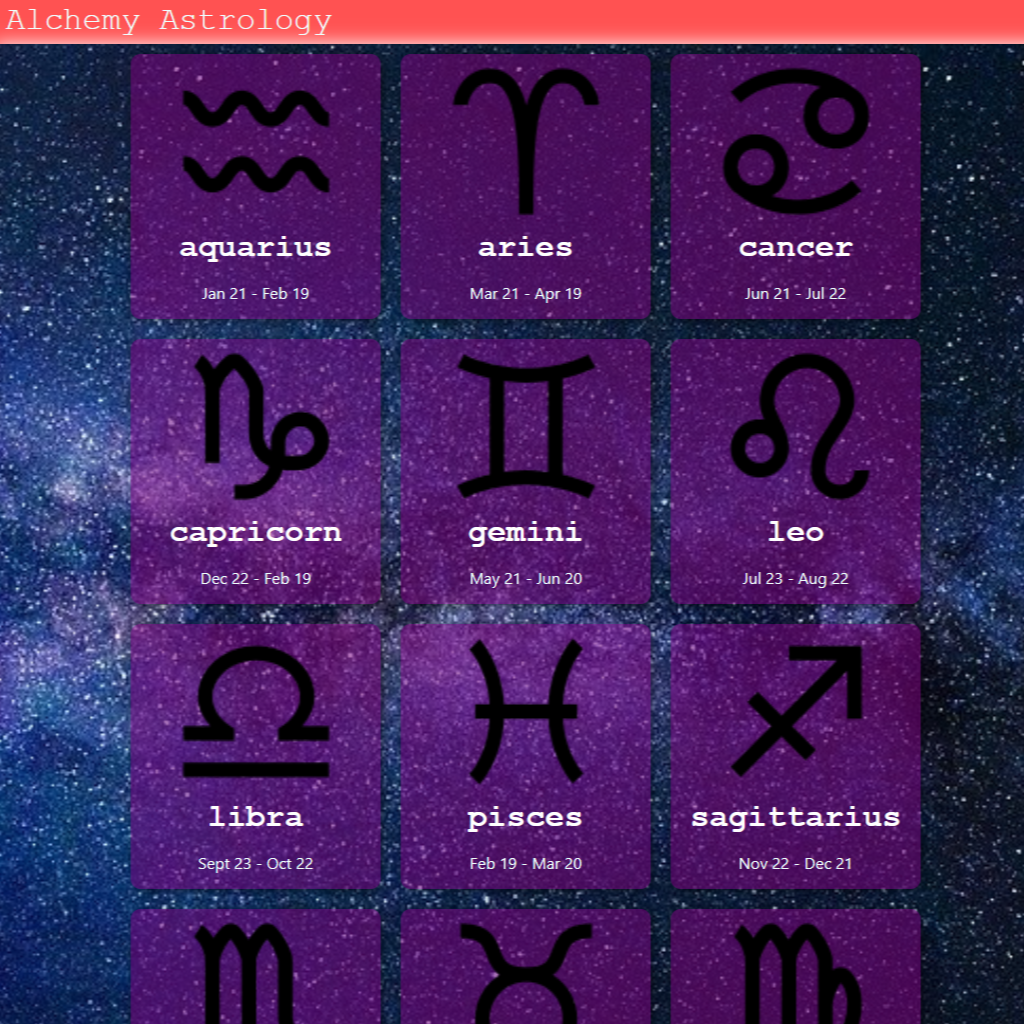 Alchemy Astrology
aquarius
Jan 21 - Feb 19
aries
Mar 21 - Apr 19
cancer
Jun 21 - Jul 22
capricorn
Dec 22 - Feb 19
gemini
May 21 - Jun 20
leo
Jul 23 - Aug 22
libra
Sept 23 - Oct 22
pisces
Feb 19 - Mar 20
sagittarius
Nov 22 - Dec 21